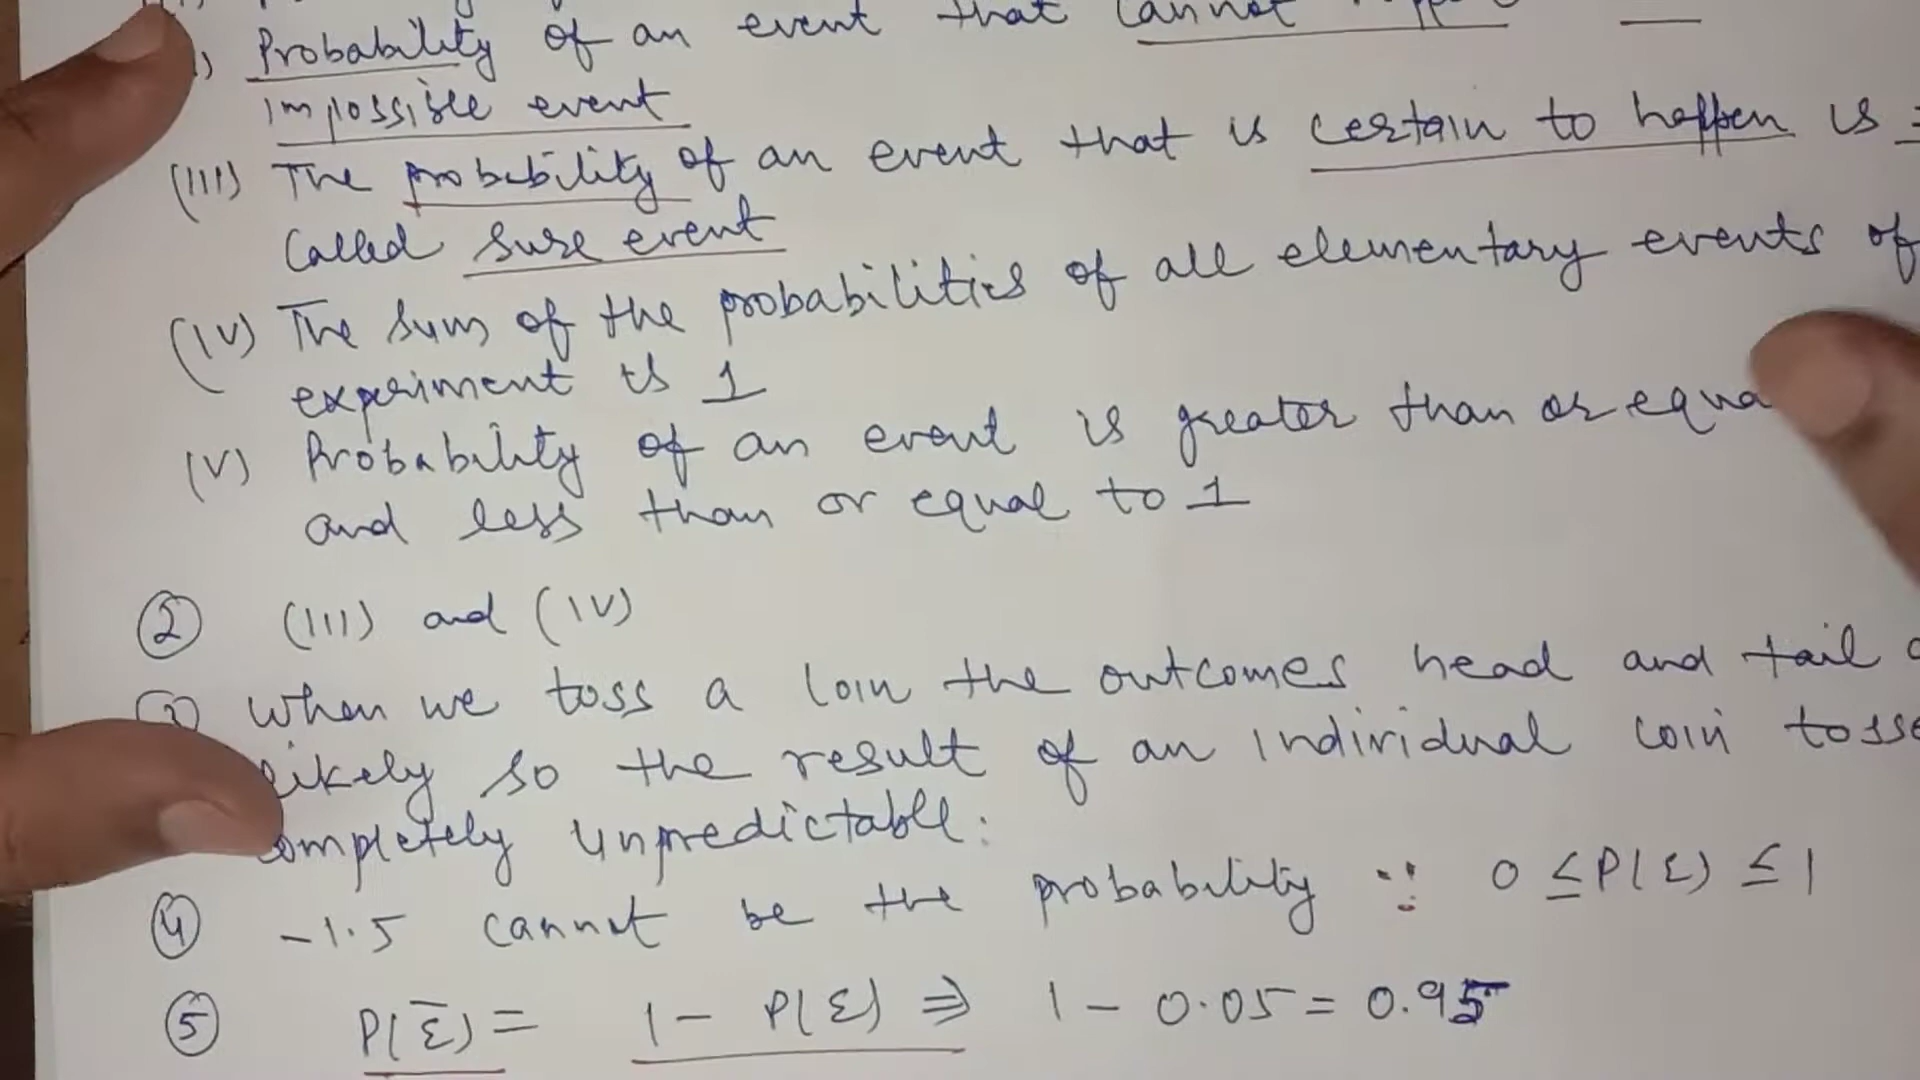 Probability of an event that cannot
Impossible event
(III) The probability of an event that is certain to happen is =
Called Sure event
(IV) The Sum of the probabilities of all elementary events of
experiment is 1
(V) Probability of an event is greater than or equa
and less than or equal to 1
② (III) and (IV)
③ When we toss a coin the outcomes head and tail
likely so the result of an individual coin tosse
ompletely unpredictable.
④ -1.5 cannot be the probability ∵ 0 ≤ P(E) ≤ 1
⑤ P(E̅) = 1 - P(E) ⇒ 1 - 0.05 = 0.95